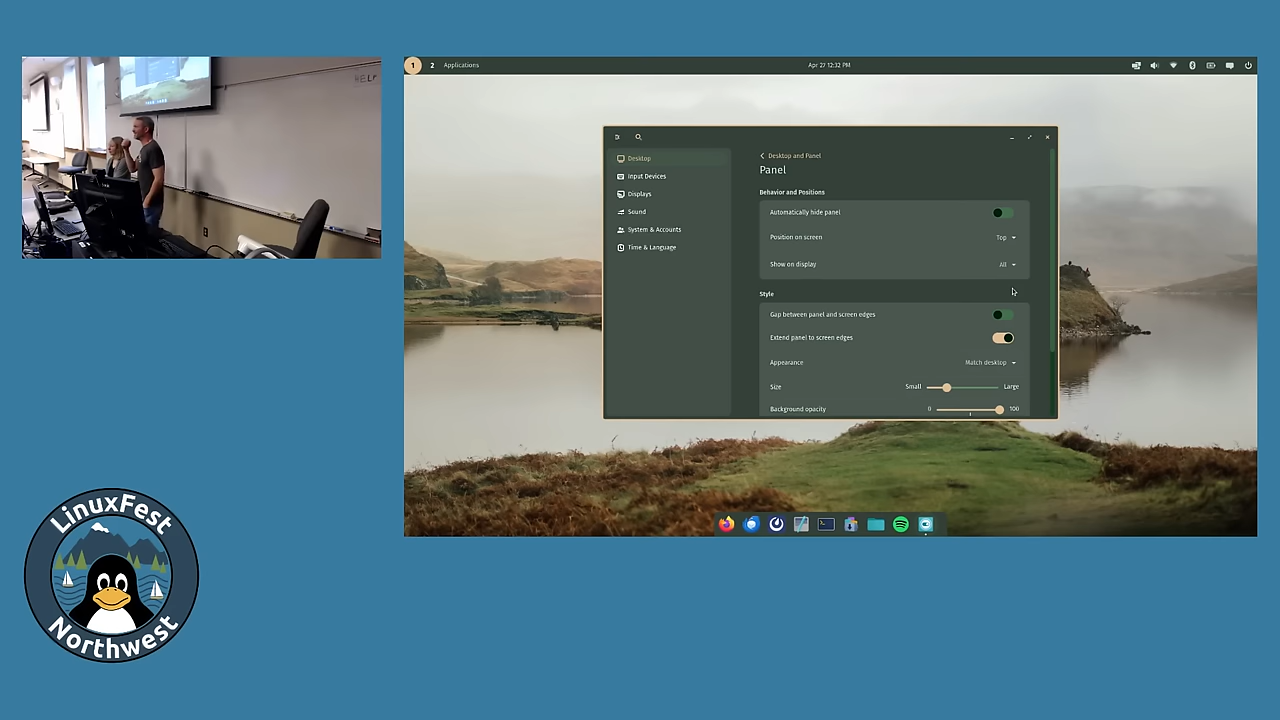 HEL
1 2 Applications Apr 27 12:32 PM
Desktop
Input Devices
Displays
Sound
System & Accounts
Time & Language
Desktop and Panel
Panel
Behavior and Positions
Automatically hide panel
Position on screen Top
Show on display All
Style
Gap between panel and screen edges
Extend panel to screen edges
Appearance Match desktop
Size Small Large
Background opacity 0 100
LinuxFest
Northwest